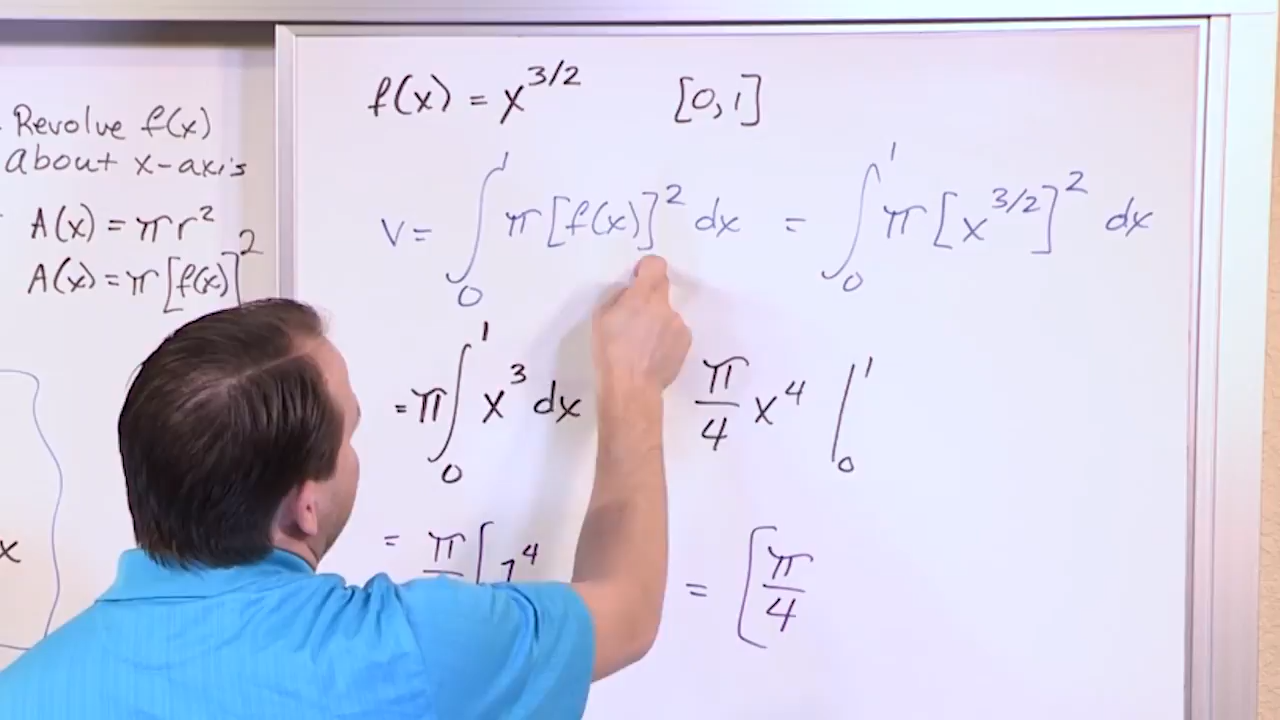 Revolve f(x)
About x-axis
A(x) = πr²
A(x) = π[f(x)]²
x
f(x) = x^{3/2} [0,1]
V = ∫₀¹ π[f(x)]² dx = ∫₀¹ π[x^{3/2}]² dx
= π∫₀¹ x³ dx π/4 x⁴ |₀¹
= π [1⁴ = [π/4